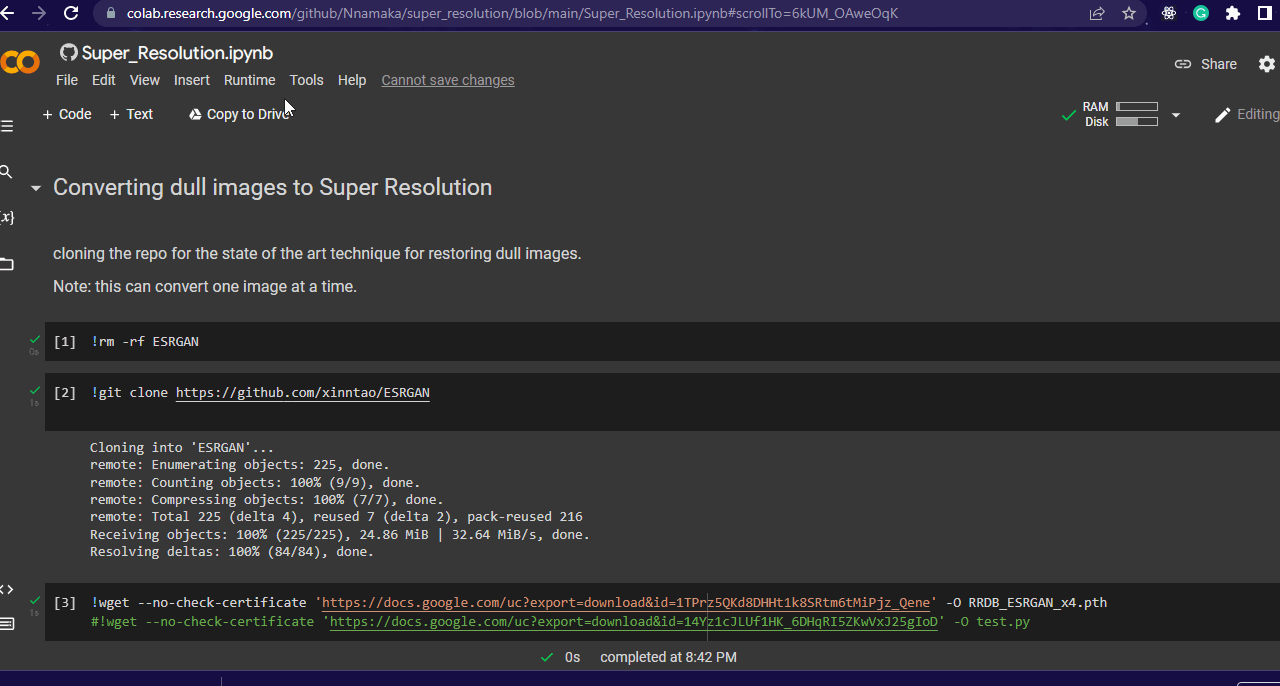 colab.research.google.com/github/Nnamaka/super_resolution/blob/main/Super_Resolution.ipynb#scrollTo=6kUM_OAweOqK
Super_Resolution.ipynb
File Edit View Insert Runtime Tools Help Cannot save changes
Share
+ Code + Text Copy to Drive
RAM
Disk
Editing
Converting dull images to Super Resolution
cloning the repo for the state of the art technique for restoring dull images.
Note: this can convert one image at a time.
[1] !rm -rf ESRGAN
0s
[2] !git clone https://github.com/xinntao/ESRGAN
1s
Cloning into 'ESRGAN'...
remote: Enumerating objects: 225, done.
remote: Counting objects: 100% (9/9), done.
remote: Compressing objects: 100% (7/7), done.
remote: Total 225 (delta 4), reused 7 (delta 2), pack-reused 216
Receiving objects: 100% (225/225), 24.86 MiB | 32.64 MiB/s, done.
Resolving deltas: 100% (84/84), done.
[3] !wget --no-check-certificate 'https://docs.google.com/uc?export=download&id=1TPrz5QKd8DHHt1k8SRtm6tMiPjz_Qene' -O RRDB_ESRGAN_x4.pth
1s
#!wget --no-check-certificate 'https://docs.google.com/uc?export=download&id=14Yz1cJLUf1HK_6DHqRI5ZKwVxJ25gIoD' -O test.py
0s completed at 8:42 PM